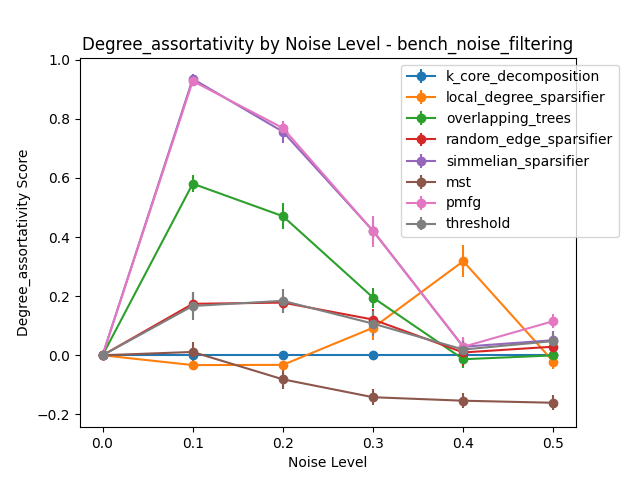 Degree_assortativity by Noise Level - bench_noise_filtering
Degree_assortativity Score
1.0
0.8
0.6
0.4
0.2
0.0
−0.2
k_core_decomposition
local_degree_sparsifier
overlapping_trees
random_edge_sparsifier
simmelian_sparsifier
mst
pmfg
threshold
0.0 0.1 0.2 0.3 0.4 0.5
Noise Level